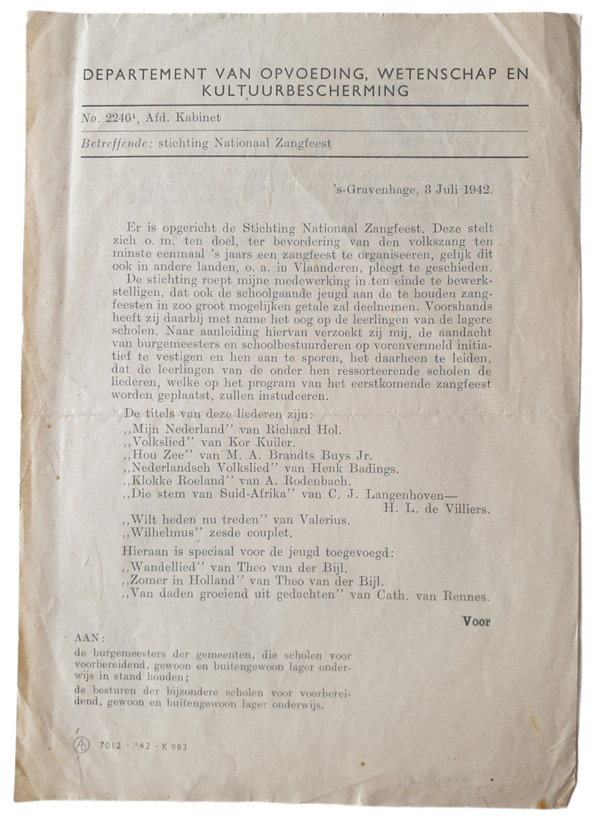 DEPARTEMENT VAN OPVOEDING, WETENSCHAP EN
KULTUURBESCHERMING
No. 2246¹, Afd. Kabinet
Betreffende: stichting Nationaal Zangfeest
's-Gravenhage, 3 Juli 1942.
Er is opgericht de Stichting Nationaal Zangfeest. Deze stelt
zich o. m. ten doel, ter bevordering van den volkszang ten
minste eenmaal 's jaars een zangfeest te organiseeren, gelijk dit
ook in andere landen, o. a. in Vlaanderen, pleegt te geschieden.
De stichting roept mijne medewerking in ten einde te bewerk-
stelligen, dat ook de schoolgaande jeugd aan de te houden zang-
feesten in zoo groot mogelijken getale zal deelnemen. Voorshands
heeft zij daarbij met name het oog op de leerlingen van de lagere
scholen. Naar aanleiding hiervan verzoekt zij mij, de aandacht
van burgemeesters en schoolbestuurderen op vorenvermeld initia-
tief te vestigen en hen aan te sporen, het daarheen te leiden,
dat de leerlingen van de onder hen ressorteerende scholen de
liederen, welke op het program van het eerstkomende zangfeest
worden geplaatst, zullen instudeeren.
De titels van deze liederen zijn:
,,Mijn Nederland” van Richard Hol.
,,Volkslied” van Kor Kuiler.
,,Hou Zee” van M. A. Brandts Buys Jr.
,,Nederlandsch Volkslied” van Henk Badings.
,,Klokke Roeland” van A. Rodenbach.
,,Die stem van Suid-Afrika” van C. J. Langenhoven—
H. L. de Villiers.
,,Wilt heden nu treden” van Valerius.
,,Wilhelmus” zesde couplet.
Hieraan is speciaal voor de jeugd toegevoegd:
,,Wandellied” van Theo van der Bijl.
,,Zomer in Holland” van Theo van der Bijl.
,,Van daden groeiend uit gedachten” van Cath. van Rennes.
Voor
AAN:
de burgemeesters der gemeenten, die scholen voor
voorbereidend, gewoon en buitengewoon lager onder-
wijs in stand houden;
de besturen der bijzondere scholen voor voorberei-
dend, gewoon en buitengewoon lager onderwijs.
7012 - '42 - K 983